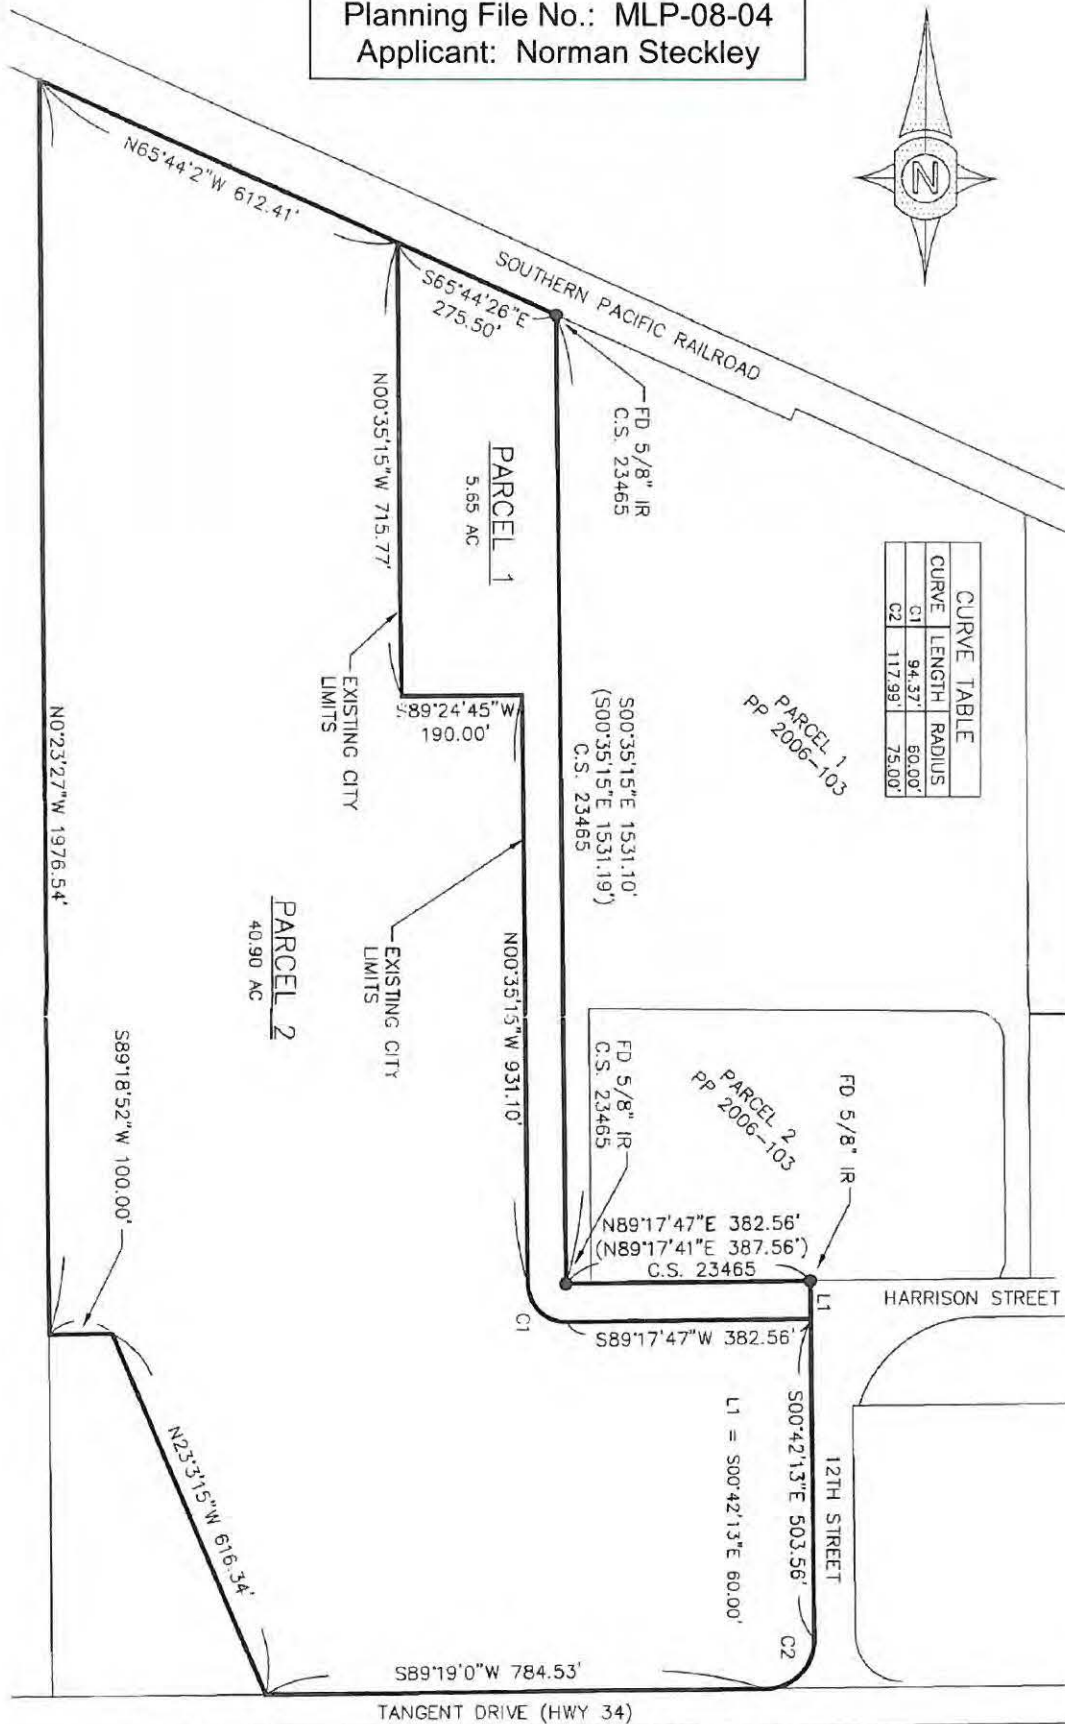 Planning File No.: MLP-08-04
Applicant: Norman Steckley
N
N65°44'2"W 612.41'
S65°44'26"E
275.50'
SOUTHERN PACIFIC RAILROAD
FD 5/8" IR
C.S. 23465
N00°35'15"W 715.77'
PARCEL 1
5.65 AC
CURVE TABLE
CURVE LENGTH RADIUS
C1 94.37' 60.00'
C2 117.99' 75.00'
PARCEL 1
PP 2006-103
EXISTING CITY
LIMITS
S89°24'45"W
190.00'
S00°35'15"E 1531.10'
(S00°35'15"E 1531.19')
C.S. 23465
N0°23'27"W 1976.54'
PARCEL 2
40.90 AC
EXISTING CITY
LIMITS
N00°35'15"W 931.10'
FD 5/8" IR
C.S. 23465
PARCEL 2
PP 2006-103
FD 5/8" IR
S89°18'52"W 100.00'
N89°17'47"E 382.56'
(N89°17'41"E 387.56')
C.S. 23465
L1
HARRISON STREET
C1
S89°17'47"W 382.56'
N23°3'15"W 616.34'
L1 = S00°42'13"E 60.00'
S00°42'13"E 503.56'
12TH STREET
C2
S89°19'0"W 784.53'
TANGENT DRIVE (HWY 34)